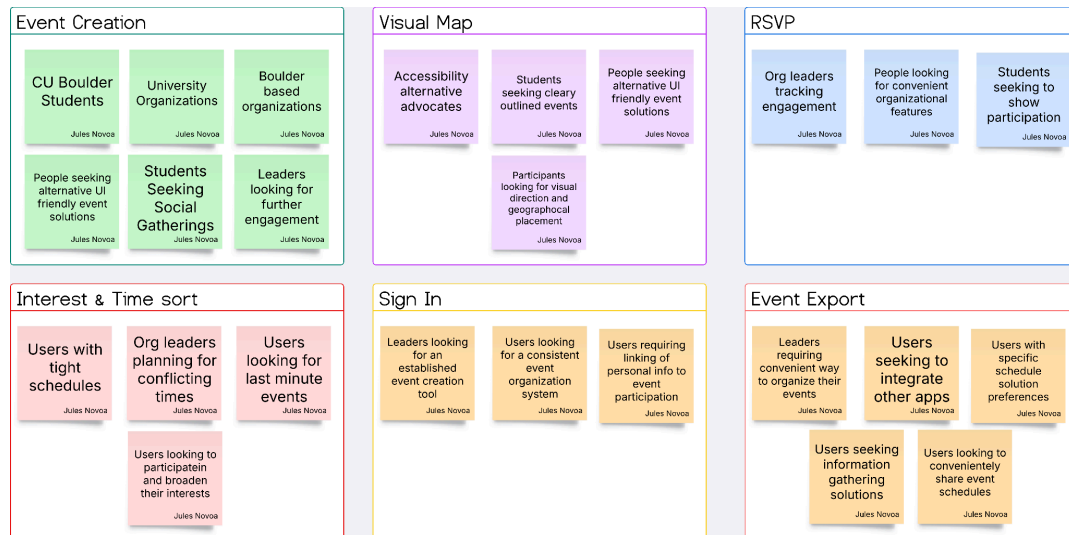 Event Creation
CU Boulder
Students
Jules Novoa
University
Organizations
Jules Novoa
Boulder
based
organizations
Jules Novoa
People seeking
alternative UI
friendly event
solutions
Jules Novoa
Students
Seeking
Social
Gatherings
Jules Novoa
Leaders
looking for
further
engagement
Jules Novoa
Visual Map
Accessibility
alternative
advocates
Jules Novoa
Students
seeking cleary
outlined events
Jules Novoa
People seeking
alternative UI
friendly event
solutions
Jules Novoa
Participants
looking for visual
direction and
geographocal
placement
Jules Novoa
RSVP
Org leaders
tracking
engagement
Jules Novoa
People looking
for convenient
organizational
features
Jules Novoa
Students
seeking to
show
participation
Jules Novoa
Interest & Time sort
Users with
tight
schedules
Jules Novoa
Org leaders
planning for
conflicting
times
Jules Novoa
Users
looking for
last minute
events
Jules Novoa
Users looking to
participatein
and broaden
their interests
Jules Novoa
Sign In
Leaders looking
for an
established
event creation
tool
Jules Novoa
Users looking
for a consistent
event
organization
system
Jules Novoa
Users requiring
linking of
personal info to
event
participation
Jules Novoa
Event Export
Leaders
requiring
convenient way
to organize their
events
Jules Novoa
Users
seeking to
integrate
other apps
Jules Novoa
Users with
specific
schedule
solution
preferences
Jules Novoa
Users seeking
information
gathering
solutions
Jules Novoa
Users looking to
convenientely
share event
schedules
Jules Novoa